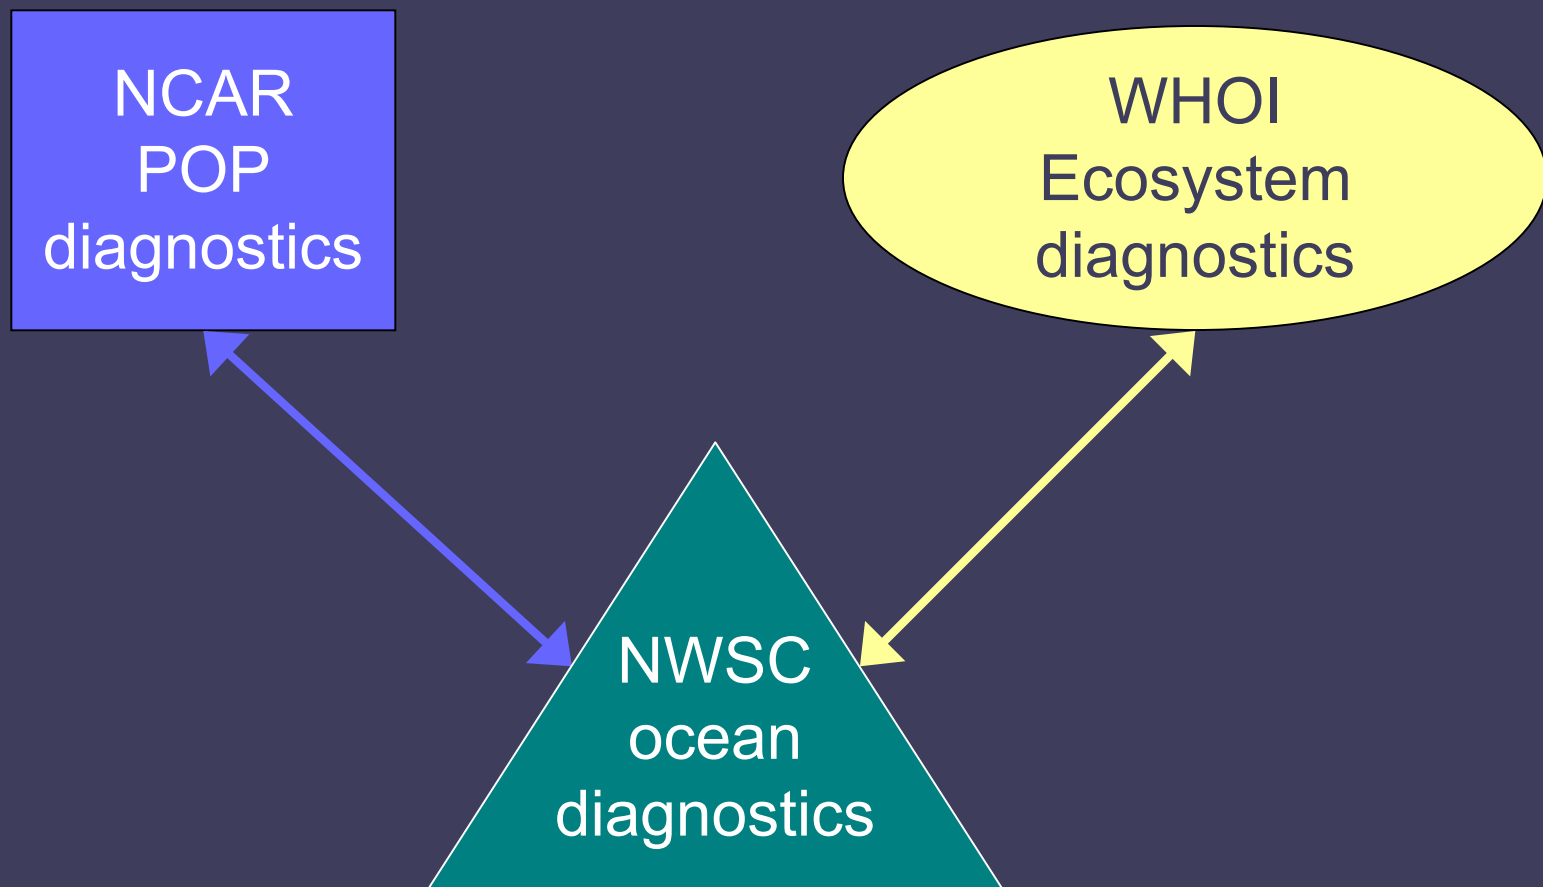 NCAR
POP
diagnostics
WHOI
Ecosystem
diagnostics
NWSC
ocean
diagnostics